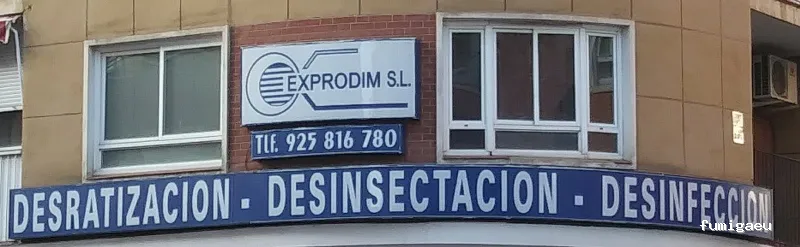 EXPRODIM S.L.
TLF. 925 816 780
DESRATIZACION · DESINSECTACION · DESINFECCION
fumigaeu